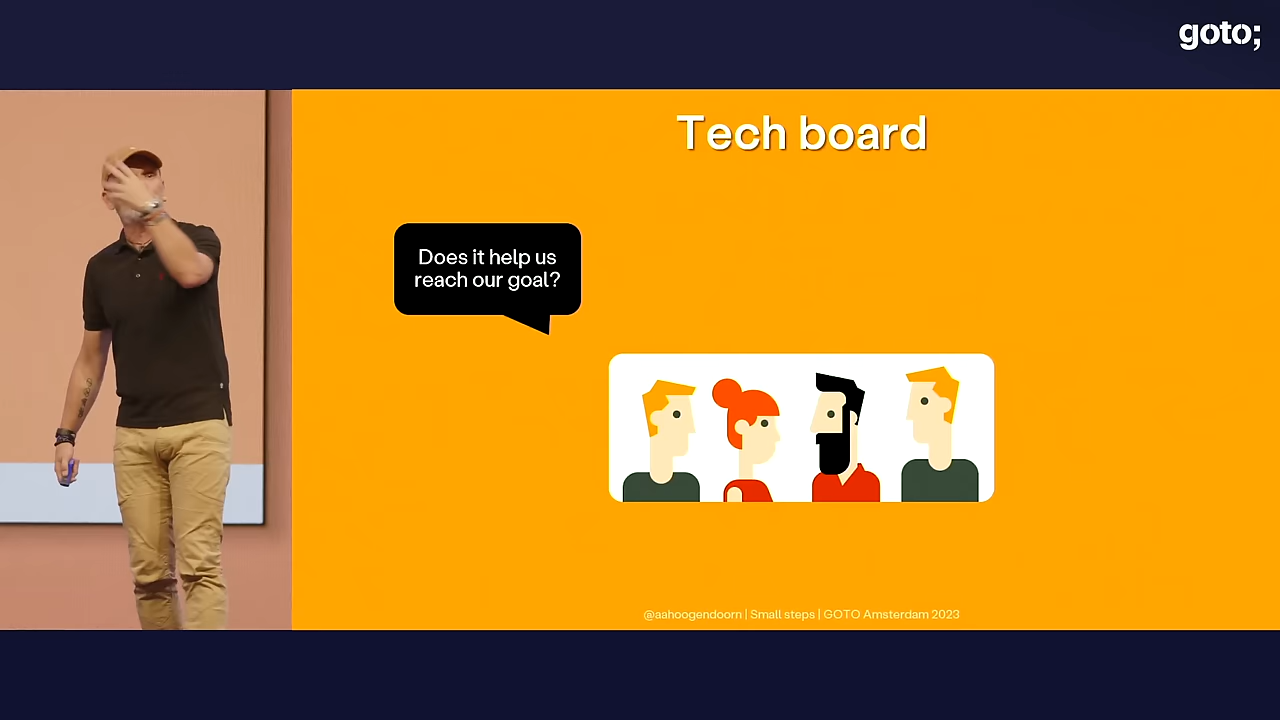 goto;
Tech board
Does it help us
reach our goal?
@aahoogendoorn | Small steps | GOTO Amsterdam 2023